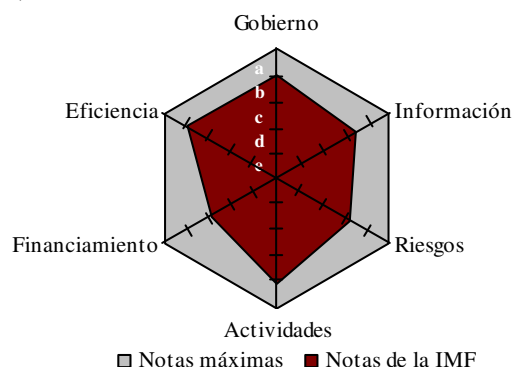 Gobierno
a
b
c
d
e
Eficiencia
Información
Financiamiento
Riesgos
Actividades
Notas máximas Notas de la IMF